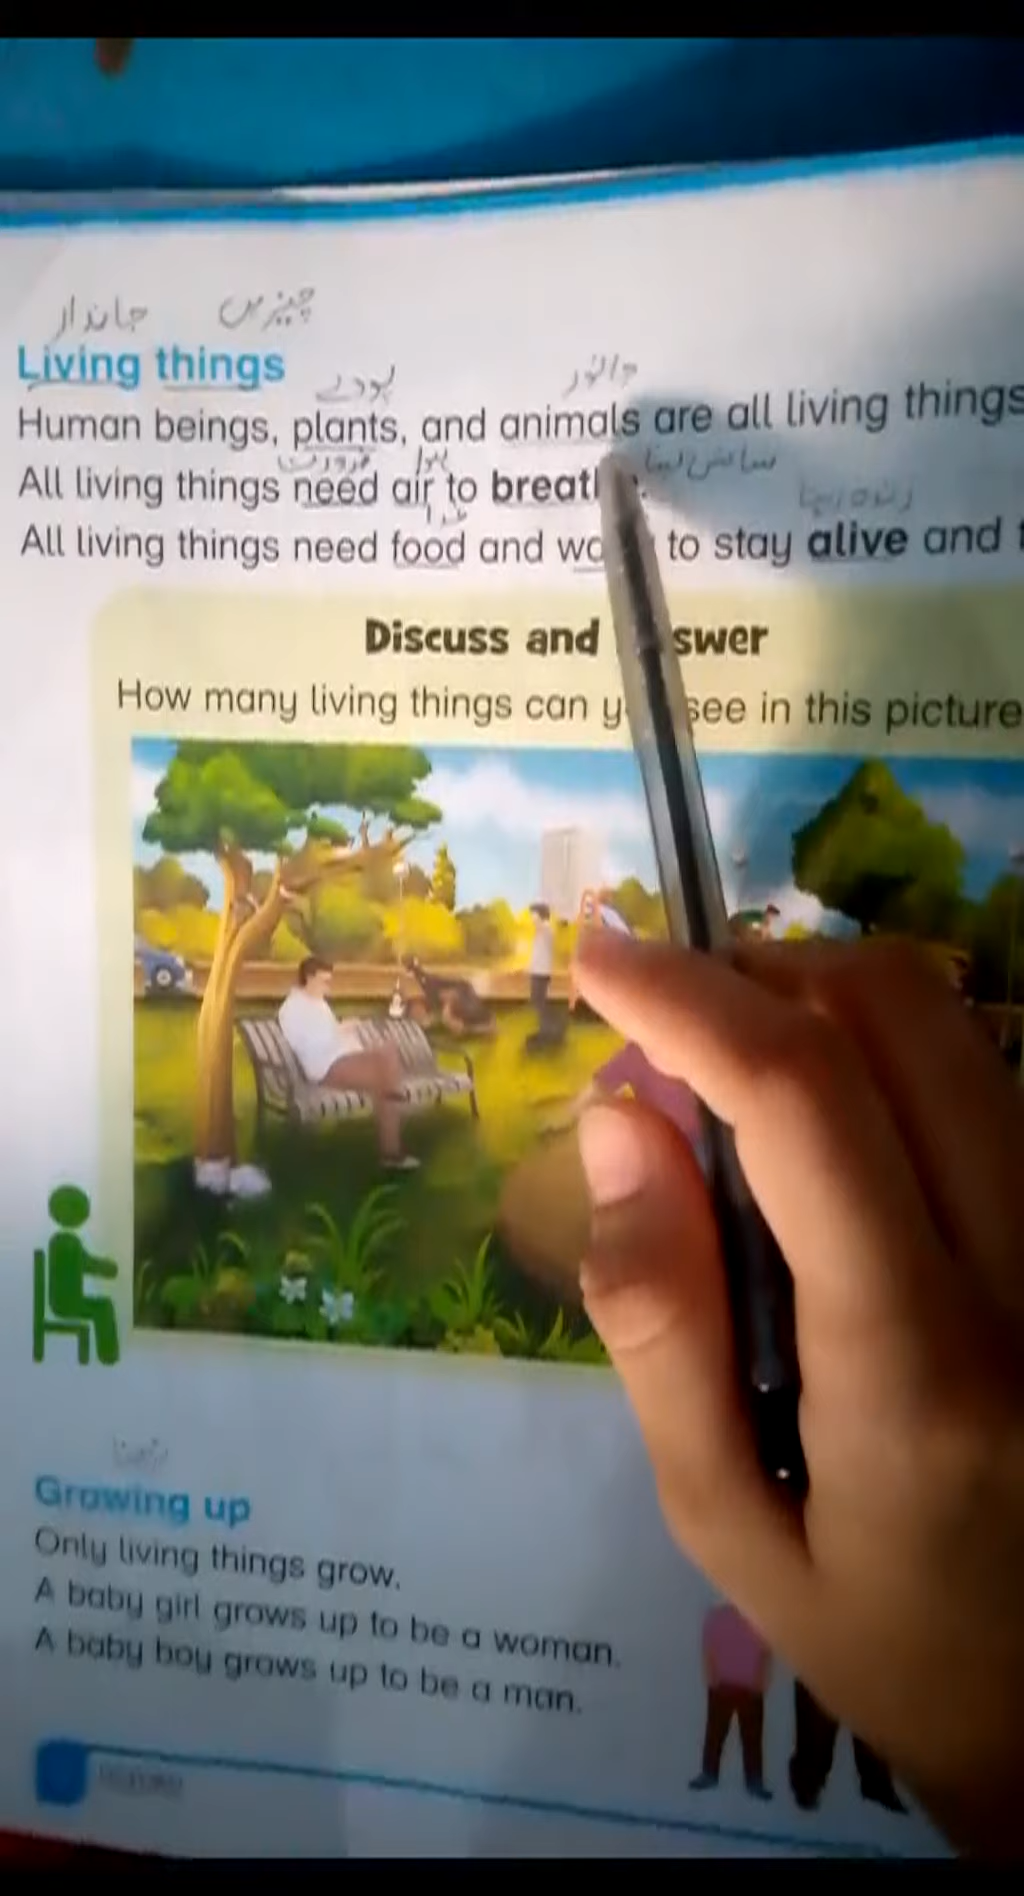 جاندار چیزیں
Living things
پودے جانور
Human beings, plants, and animals are all living things
ضرورت ہوا سانس لینا
All living things need air to
غذا زندہ رہنا
All living things need food and to stay alive and
Discuss and
How many living things can see in this picture
Growing up
Only living things grow.
A baby girl grows up to be a woman.
A baby boy grows up to be a man.